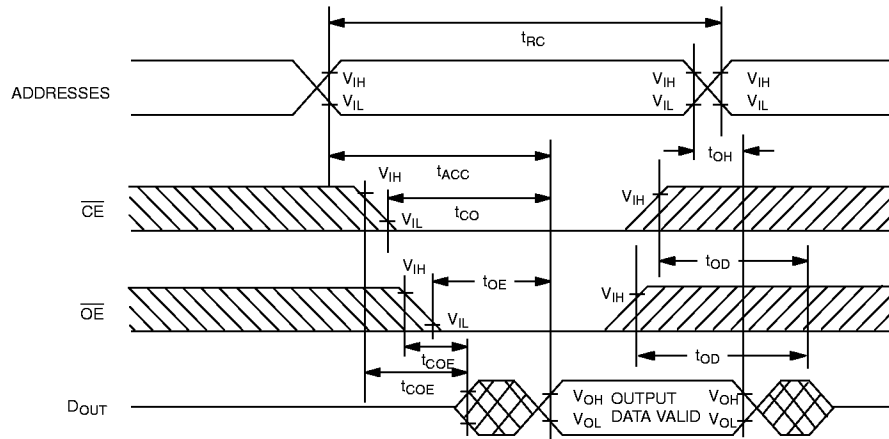 tRC
ADDRESSES
VIH VIH VIH
VIL VIL VIL
tOH
tACC
VIH
CE
tCO
VIH
VIL
tOD
VIH
OE
tOE
VIH
VIL
tCOE
tOD
tCOE
DOUT
VOH OUTPUT VOH
VOL DATA VALID VOL